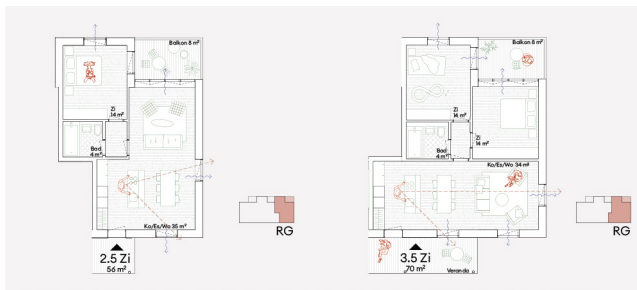 Balkon 8 m²
Zi
14 m²
Bad
4 m²
Ko/Es/Wo 35 m²
2.5 Zi
56 m²
RG
Balkon 8 m²
Zi
14 m²
Zi
14 m²
Bad
4 m²
Ko/Es/Wo 34 m²
3.5 Zi
70 m²
Veranda
RG